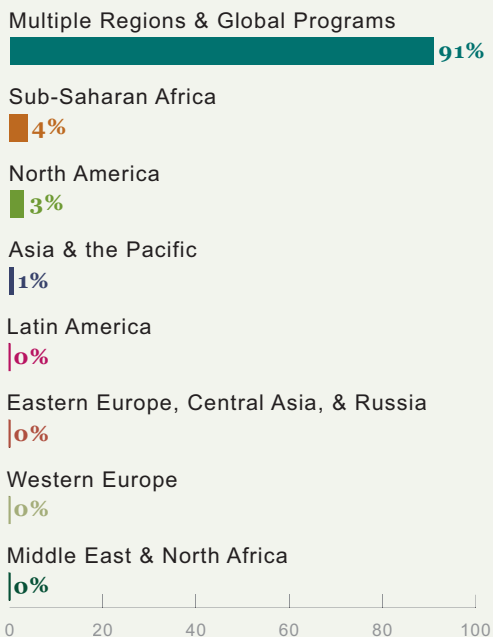 Multiple Regions & Global Programs
91%
Sub-Saharan Africa
4%
North America
3%
Asia & the Pacific
1%
Latin America
0%
Eastern Europe, Central Asia, & Russia
0%
Western Europe
0%
Middle East & North Africa
0%
0 20 40 60 80 100